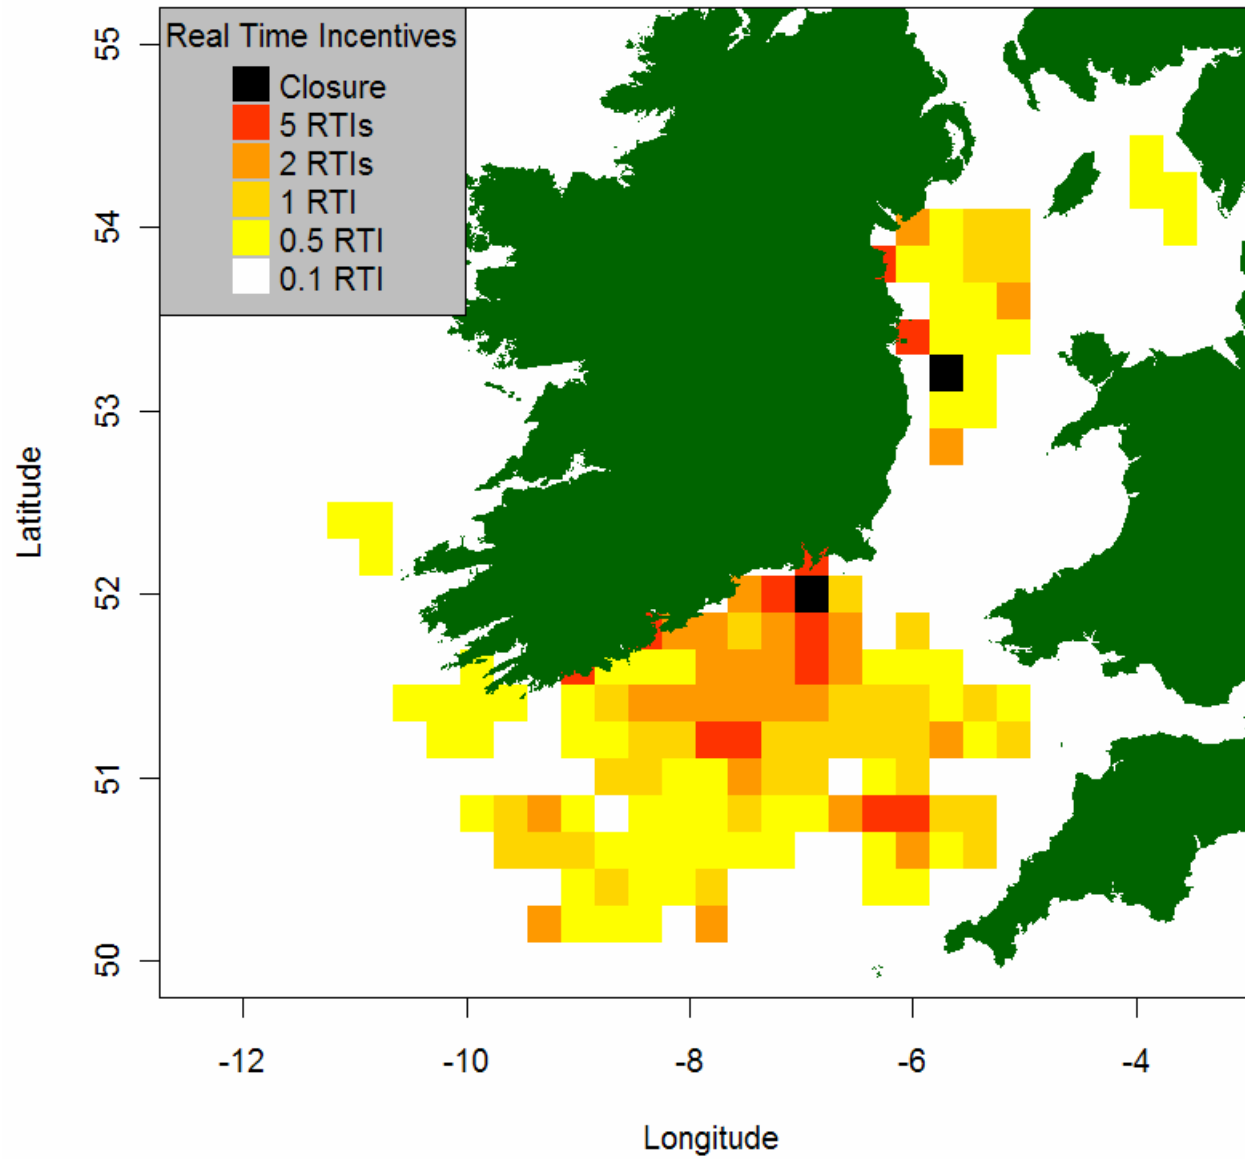 Real Time Incentives
Closure
5 RTIs
2 RTIs
1 RTI
0.5 RTI
0.1 RTI
55
54
53
52
51
50
Latitude
-12 -10 -8 -6 -4
Longitude